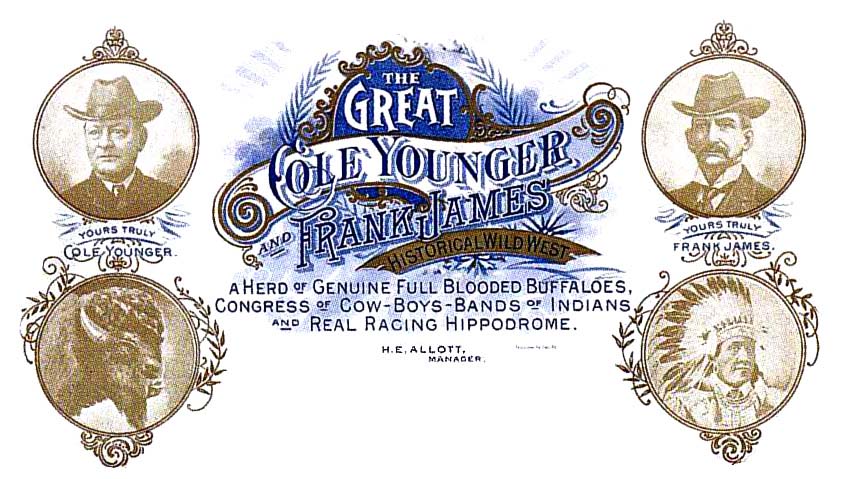 THE
GREAT
COLE YOUNGER
AND FRANK JAMES
HISTORICAL WILD WEST
A HERD OF GENUINE FULL BLOODED BUFFALOES,
CONGRESS OF COW-BOYS-BANDS OF INDIANS
AND REAL RACING HIPPODROME.
H.E. ALLOTT,
MANAGER.
YOURS TRULY
COLE YOUNGER.
YOURS TRULY
FRANK JAMES.